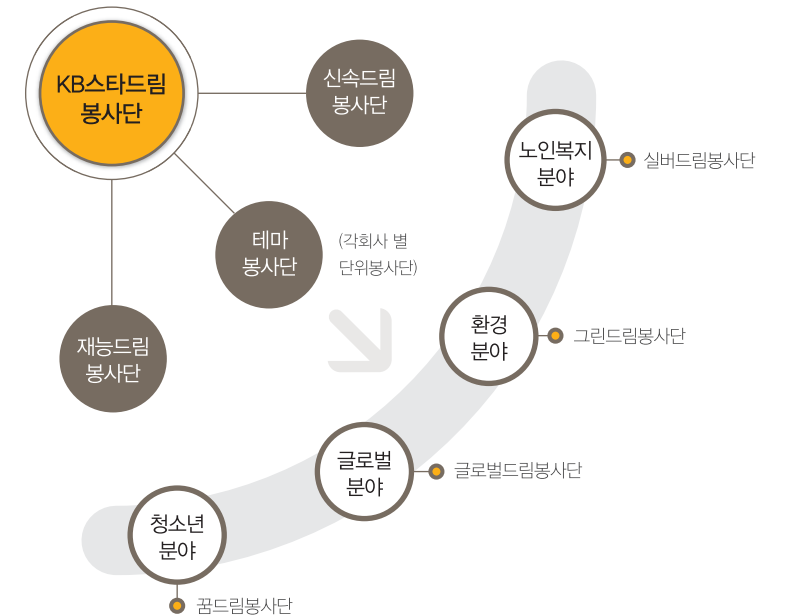 KB스타드림
봉사단
신속드림
봉사단
테마
봉사단
(각회사 별
단위봉사단)
재능드림
봉사단
노인복지
분야
실버드림봉사단
환경
분야
그린드림봉사단
글로벌
분야
글로벌드림봉사단
청소년
분야
꿈드림봉사단